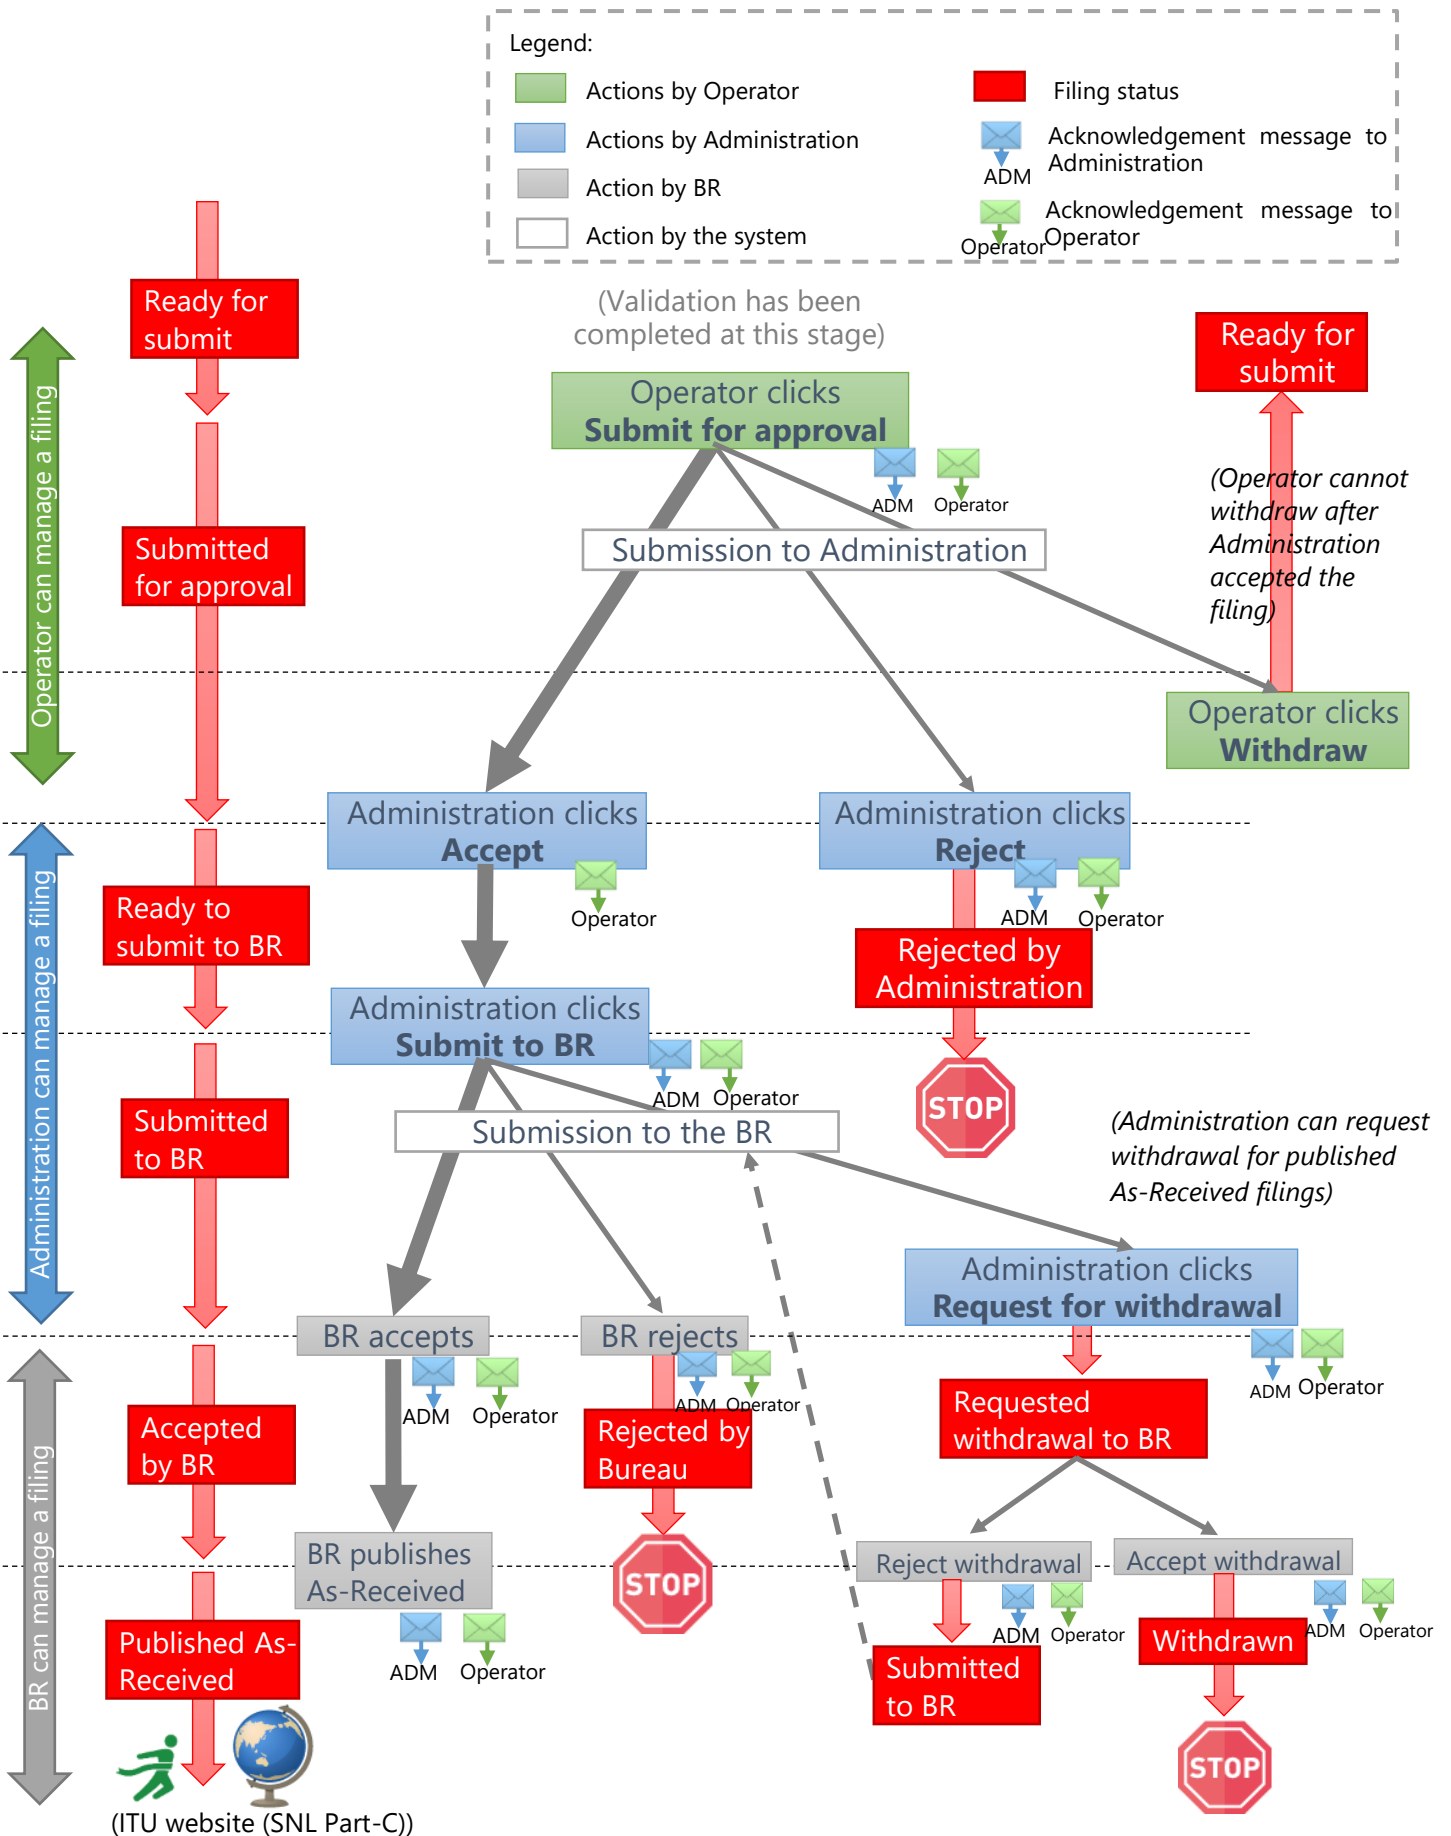 Legend:
Actions by Operator
Actions by Administration
Action by BR
Action by the system
Filing status
Acknowledgement message to
Administration
ADM
Acknowledgement message to
Operator
Operator
Operator can manage a filing
Administration can manage a filing
BR can manage a filing
Ready for
submit
Submitted
for approval
Ready to
submit to BR
Submitted
to BR
Accepted
by BR
Published As-
Received
(ITU website (SNL Part-C))
(Validation has been
completed at this stage)
Operator clicks
Submit for approval
ADM
Operator
Submission to Administration
Ready for
submit
(Operator cannot
withdraw after
Administration
accepted the
filing)
Operator clicks
Withdraw
Administration clicks
Accept
Operator
Administration clicks
Reject
ADM
Operator
Rejected by
Administration
STOP
Administration clicks
Submit to BR
ADM
Operator
Submission to the BR
(Administration can request
withdrawal for published
As-Received filings)
Administration clicks
Request for withdrawal
ADM
Operator
BR accepts
ADM
Operator
BR rejects
ADM
Operator
Rejected by
Bureau
STOP
Requested
withdrawal to BR
BR publishes
As-Received
ADM
Operator
Reject withdrawal
ADM
Operator
Submitted
to BR
Accept withdrawal
ADM
Operator
Withdrawn
STOP